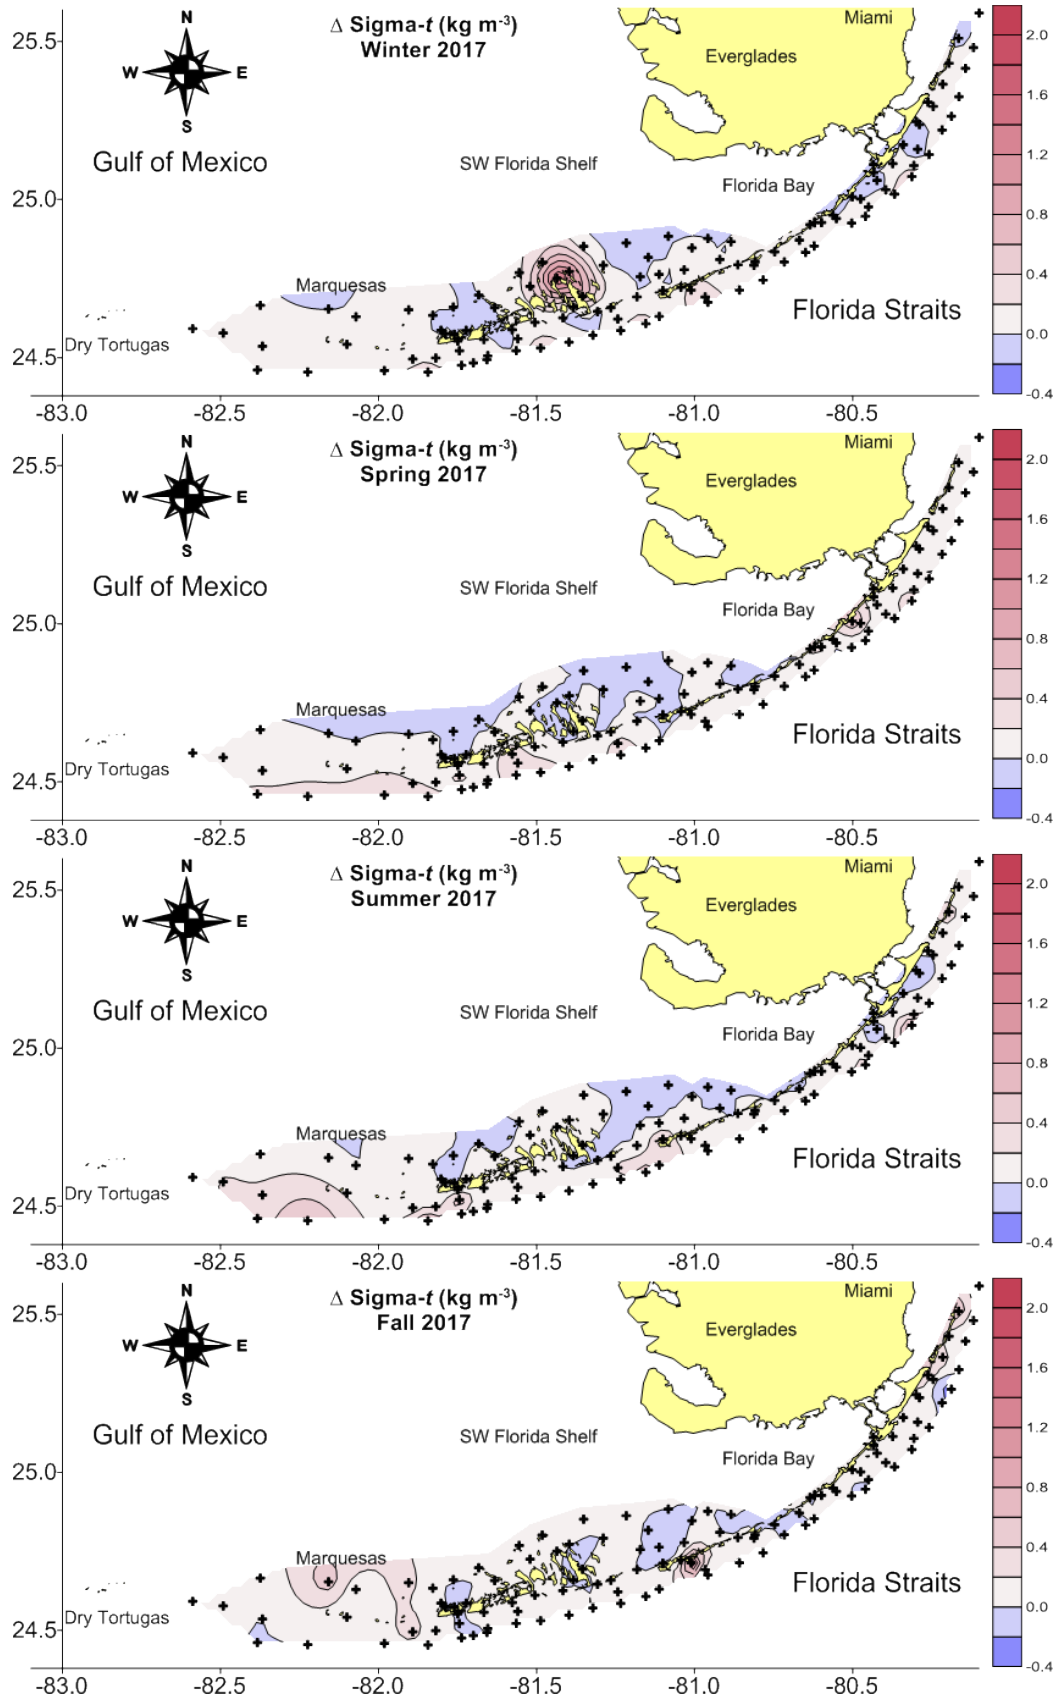 Δ Sigma-t (kg m-3)
Winter 2017
N
W E
S
Gulf of Mexico
SW Florida Shelf
Everglades
Miami
Florida Bay
Marquesas
Dry Tortugas
Florida Straits
25.5
25.0
24.5
-83.0 -82.5 -82.0 -81.5 -81.0 -80.5
2.0
1.6
1.2
0.8
0.4
0.0
-0.4
Δ Sigma-t (kg m-3)
Spring 2017
N
W E
S
Gulf of Mexico
SW Florida Shelf
Everglades
Miami
Florida Bay
Marquesas
Dry Tortugas
Florida Straits
25.5
25.0
24.5
-83.0 -82.5 -82.0 -81.5 -81.0 -80.5
2.0
1.6
1.2
0.8
0.4
0.0
-0.4
Δ Sigma-t (kg m-3)
Summer 2017
N
W E
S
Gulf of Mexico
SW Florida Shelf
Everglades
Miami
Florida Bay
Marquesas
Dry Tortugas
Florida Straits
25.5
25.0
24.5
-83.0 -82.5 -82.0 -81.5 -81.0 -80.5
2.0
1.6
1.2
0.8
0.4
0.0
-0.4
Δ Sigma-t (kg m-3)
Fall 2017
N
W E
S
Gulf of Mexico
SW Florida Shelf
Everglades
Miami
Florida Bay
Marquesas
Dry Tortugas
Florida Straits
25.5
25.0
24.5
-83.0 -82.5 -82.0 -81.5 -81.0 -80.5
2.0
1.6
1.2
0.8
0.4
0.0
-0.4